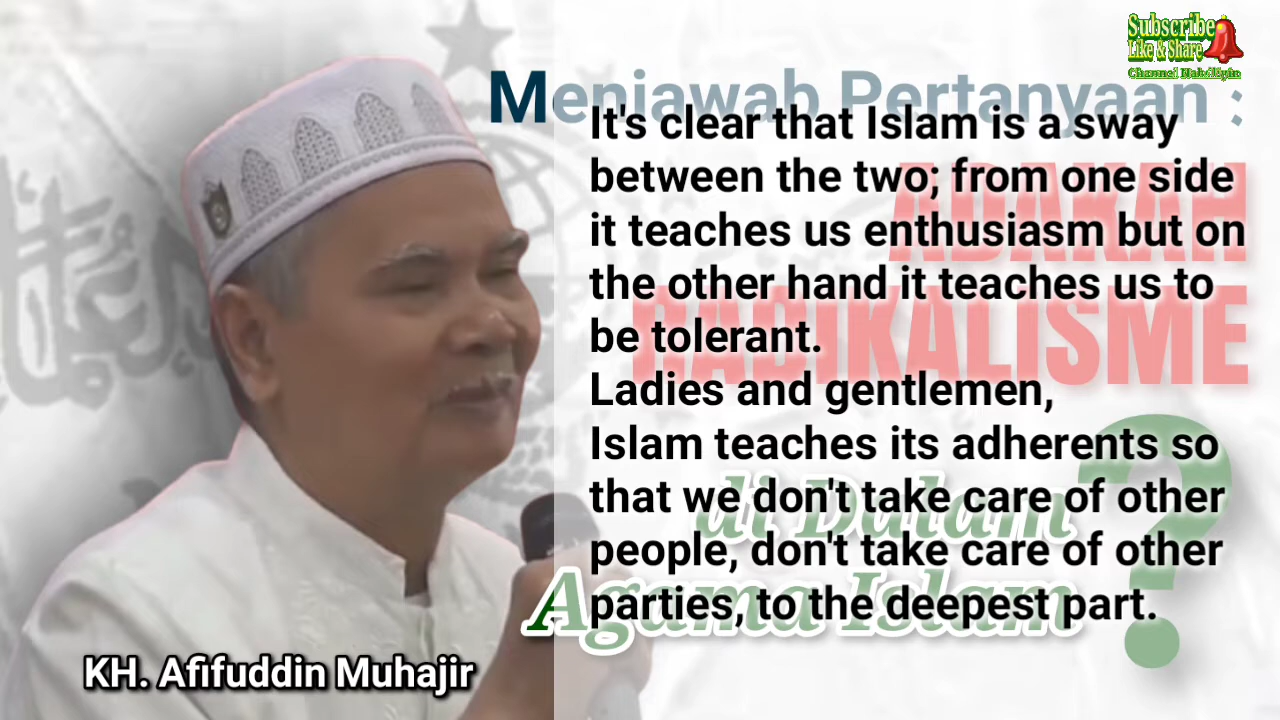 Subscribe
Like & Share
Menjawab Pertanyaan :
It's clear that Islam is a sway
between the two; from one side
it teaches us enthusiasm but on
the other hand it teaches us to
be tolerant.
Ladies and gentlemen,
Islam teaches its adherents so
that we don't take care of other
people, don't take care of other
parties, to the deepest part.
ADAKAH
RADIKALISME
di Dalam
Agama Islam
?
KH. Afifuddin Muhajir